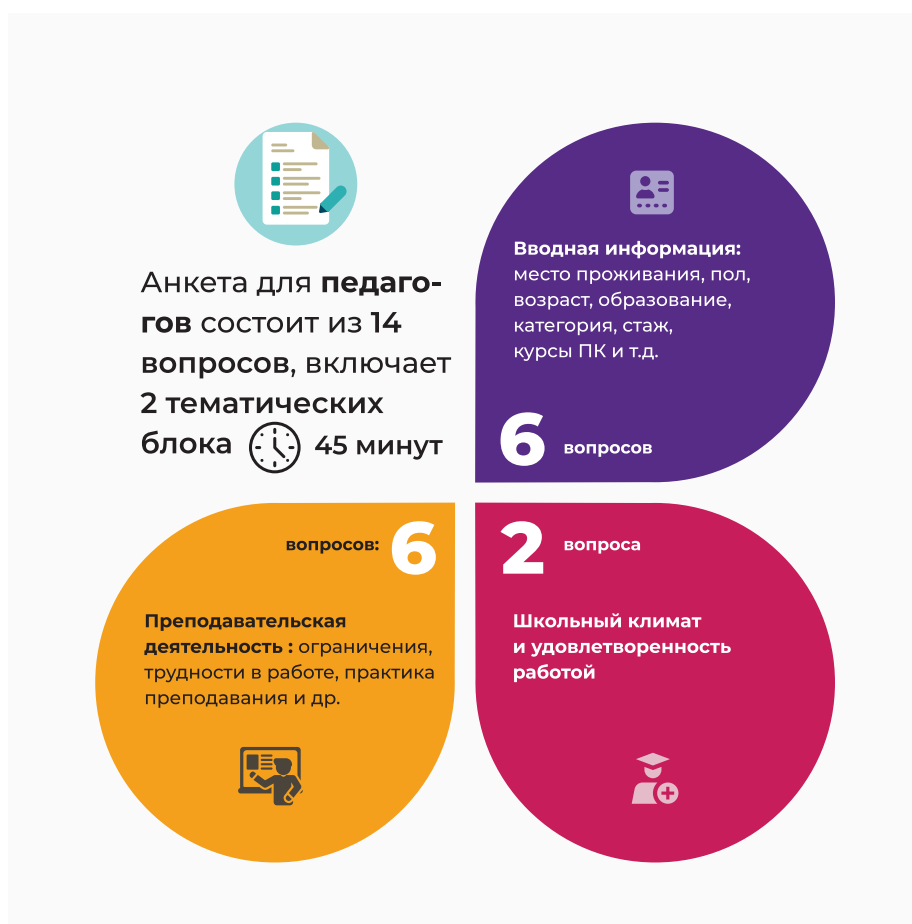 Анкета для педаго-
гов состоит из 14
вопросов, включает
2 тематических
блока 45 минут
Вводная информация:
место проживания, пол,
возраст, образование,
категория, стаж,
курсы ПК и т.д.
6 вопросов
вопросов: 6
Преподавательская
деятельность : ограничения,
трудности в работе, практика
преподавания и др.
2 вопроса
Школьный климат
и удовлетворенность
работой